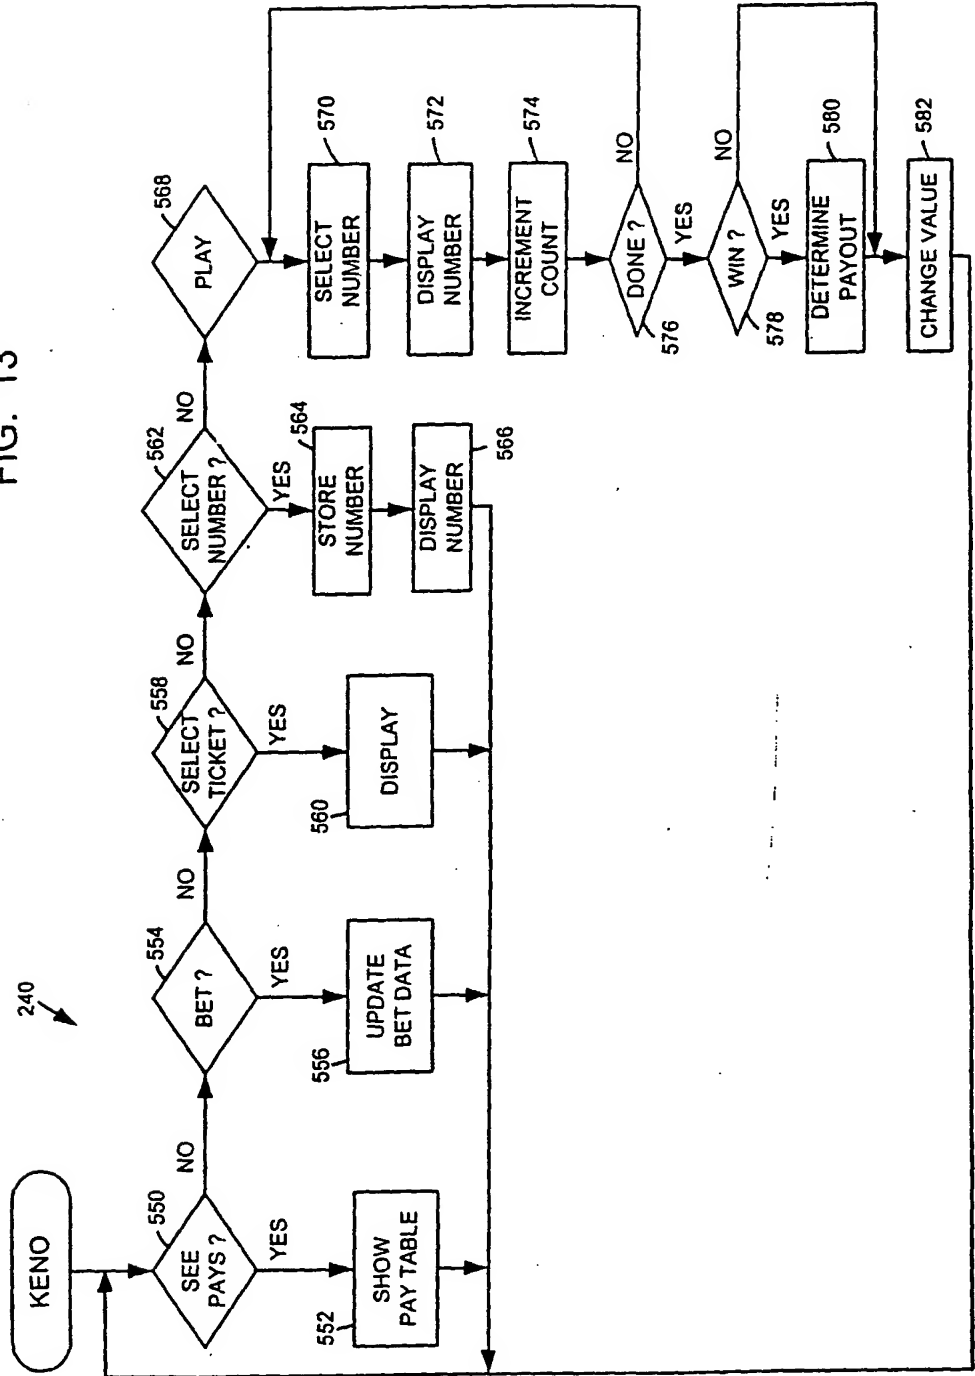 FIG. 13
240
KENO
550
SEE
PAYS ?
NO
YES
552
SHOW
PAY TABLE
554
BET ?
NO
YES
556
UPDATE
BET DATA
558
SELECT
TICKET ?
NO
YES
560
DISPLAY
562
SELECT
NUMBER ?
NO
YES
564
STORE
NUMBER
566
DISPLAY
NUMBER
568
PLAY
570
SELECT
NUMBER
572
DISPLAY
NUMBER
574
INCREMENT
COUNT
576
DONE ?
NO
YES
578
WIN ?
NO
YES
580
DETERMINE
PAYOUT
582
CHANGE VALUE